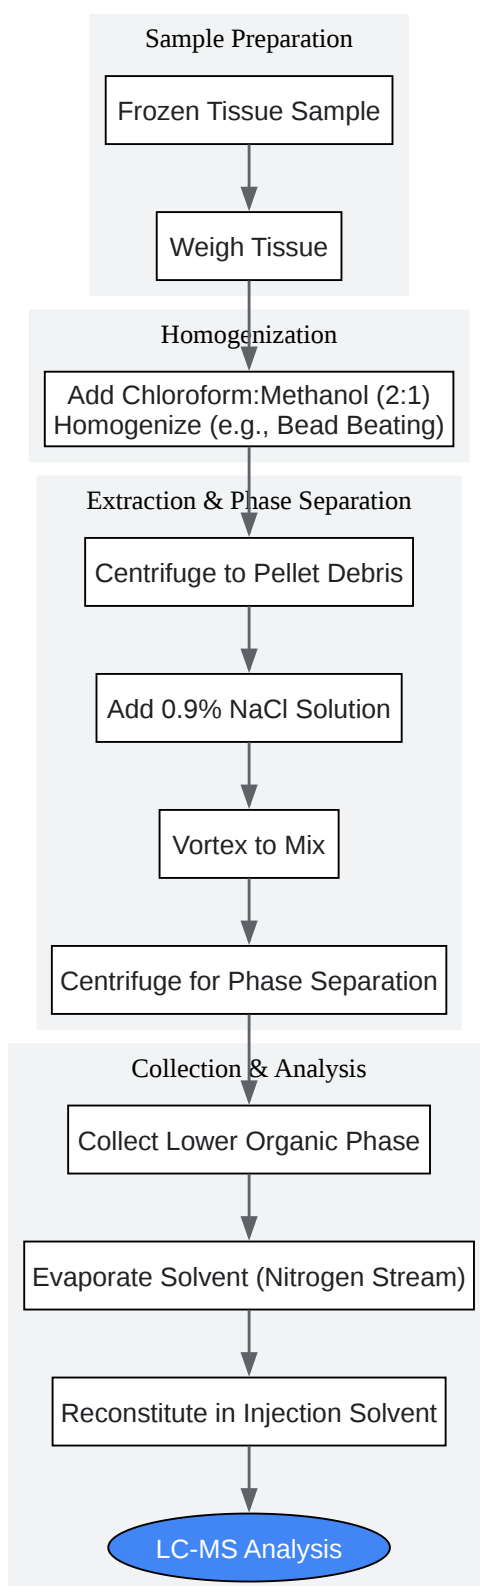 Sample Preparation
Frozen Tissue Sample
Weigh Tissue
Homogenization
Add Chloroform:Methanol (2:1)
Homogenize (e.g., Bead Beating)
Extraction & Phase Separation
Centrifuge to Pellet Debris
Add 0.9% NaCl Solution
Vortex to Mix
Centrifuge for Phase Separation
Collection & Analysis
Collect Lower Organic Phase
Evaporate Solvent (Nitrogen Stream)
Reconstitute in Injection Solvent
LC-MS Analysis